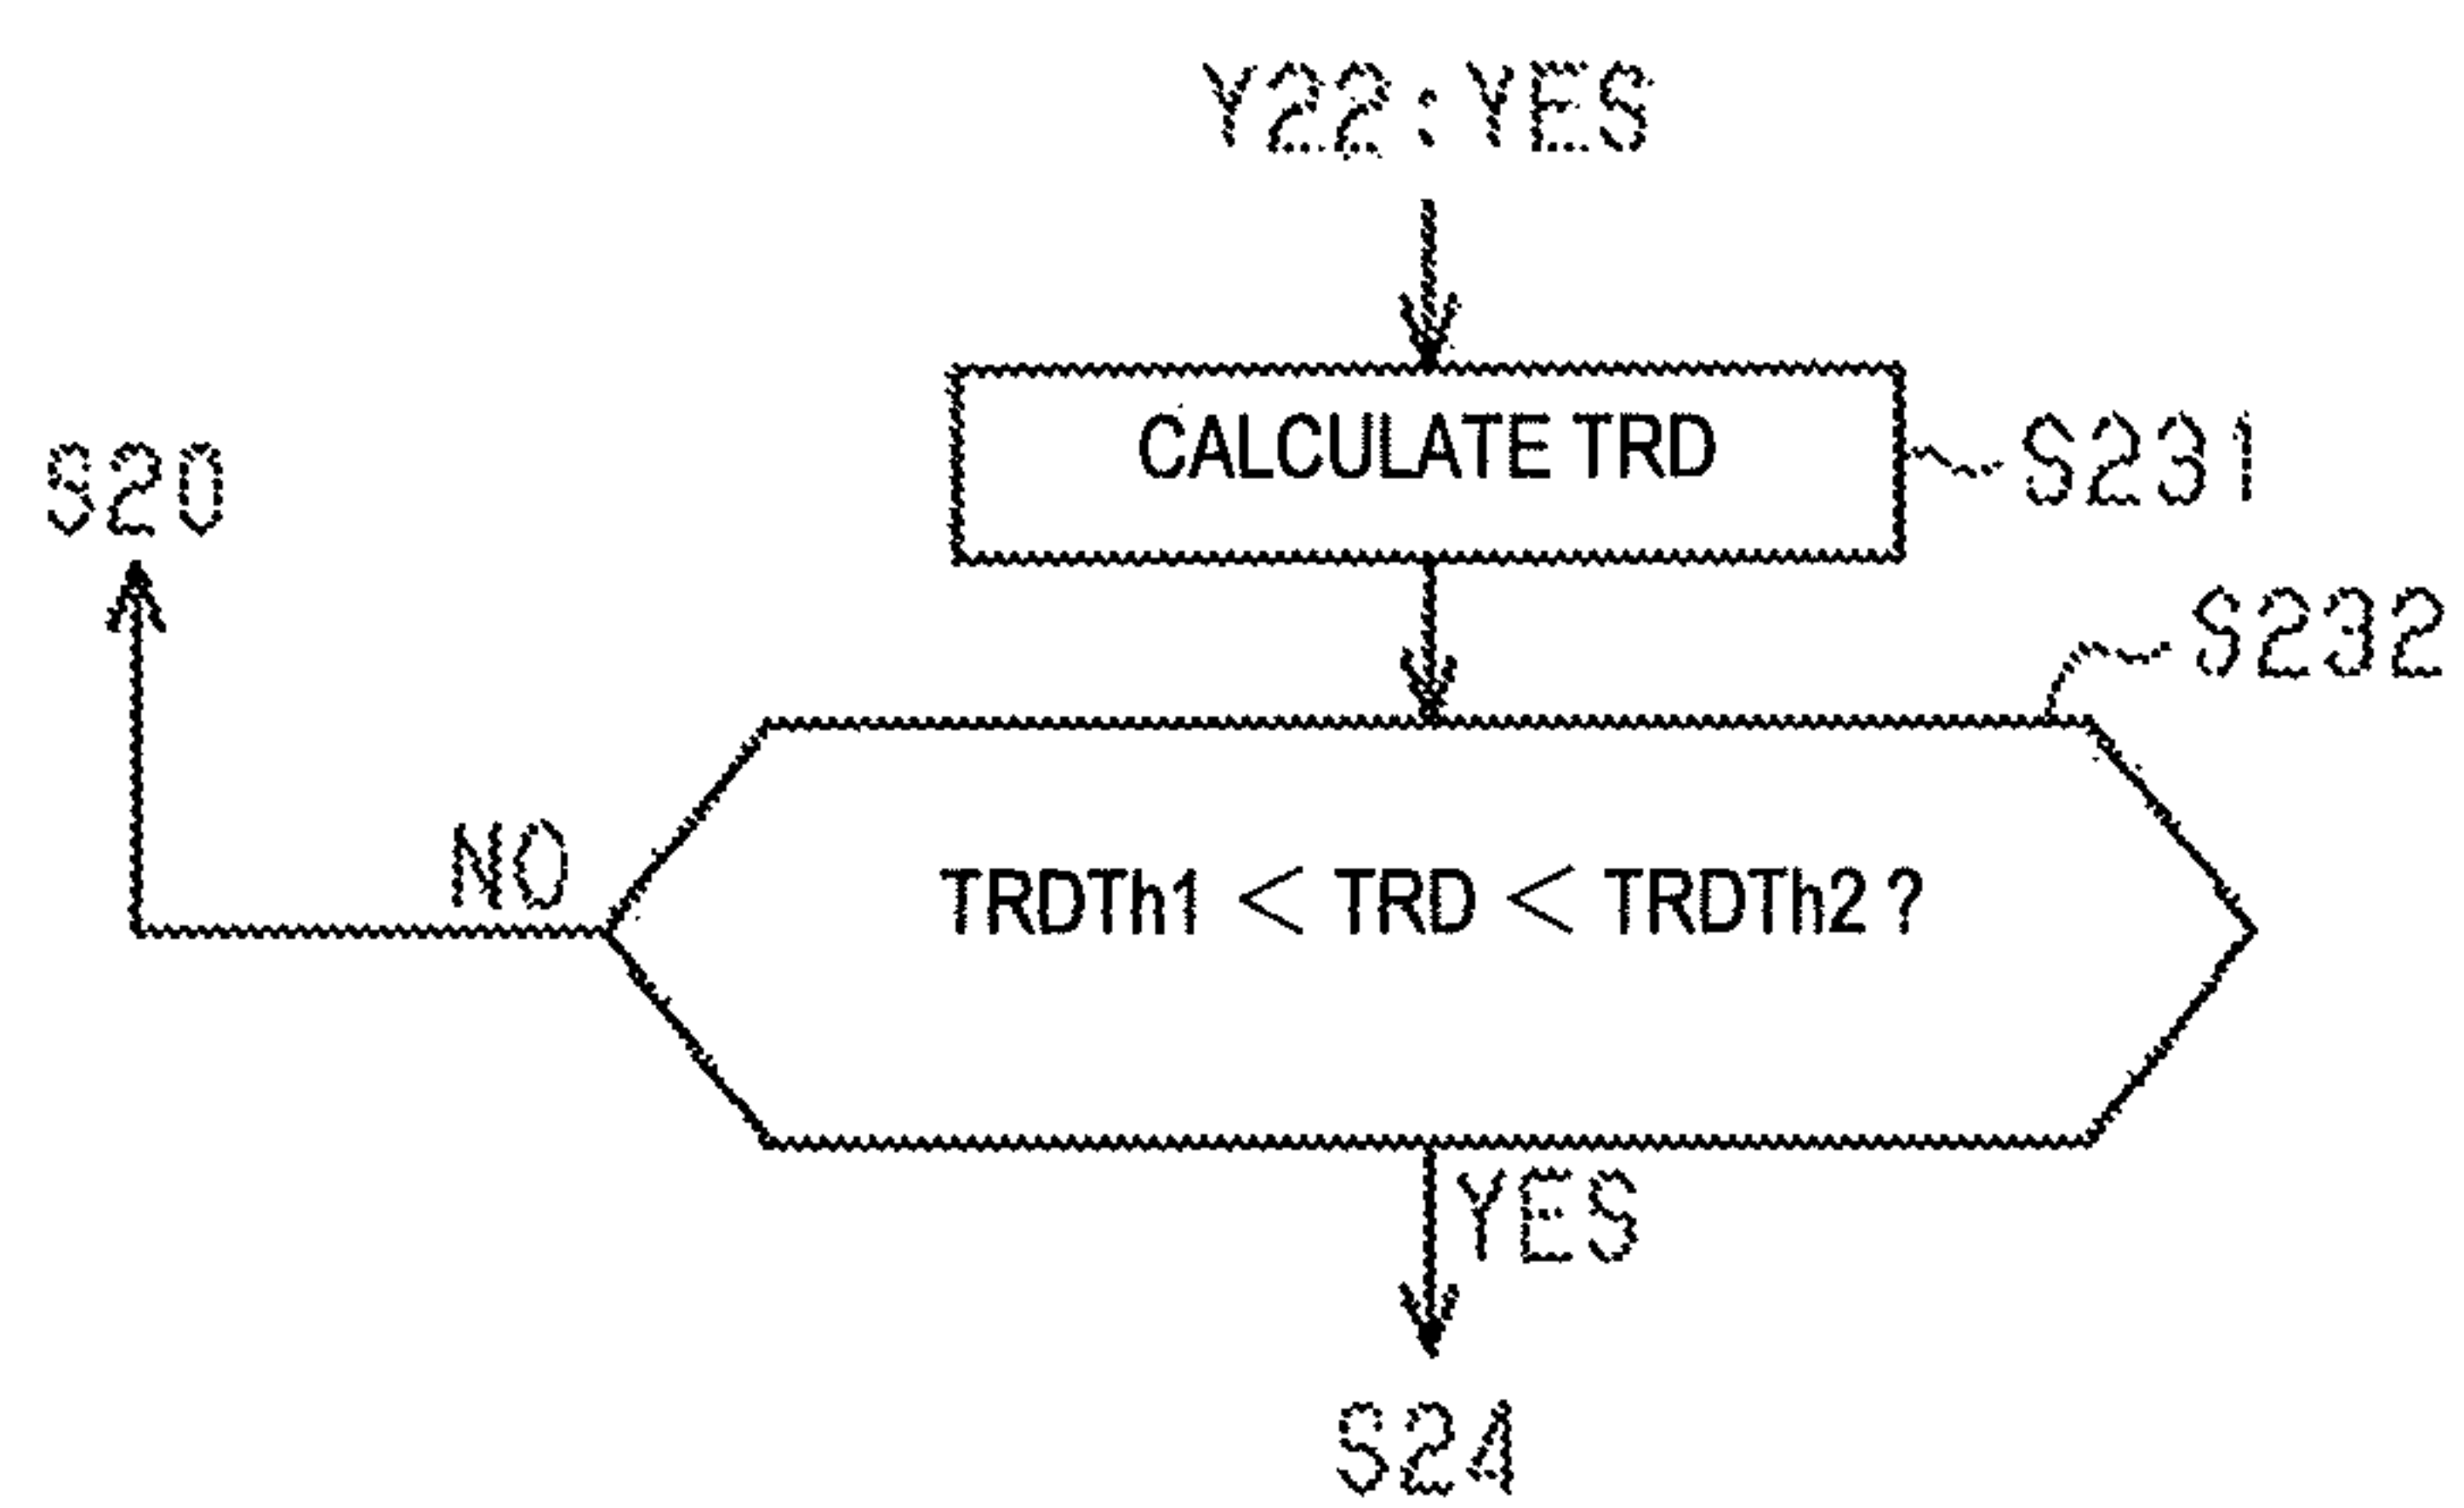 Y22:YES
CALCULATE TRD
S231
S20
S232
NO
TRDTh1 < TRD < TRDTh2 ?
YES
S24